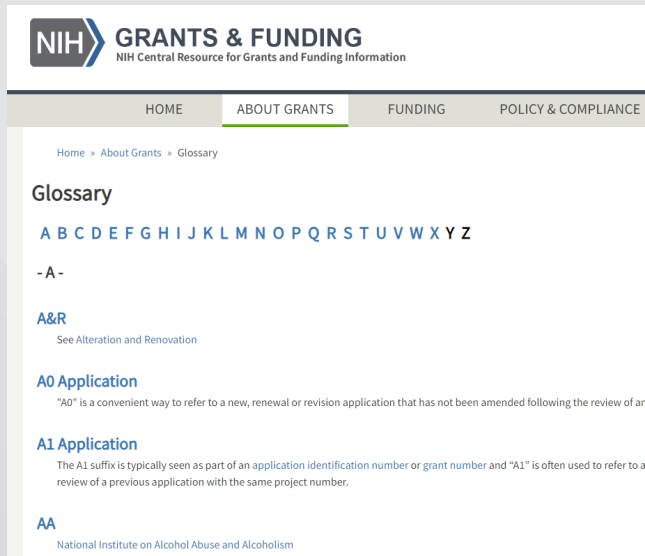 NIH GRANTS & FUNDING
NIH Central Resource for Grants and Funding Information
HOME ABOUT GRANTS FUNDING POLICY & COMPLIANCE
Home » About Grants » Glossary
Glossary
A B C D E F G H I J K L M N O P Q R S T U V W X Y Z
- A -
A&R
See Alteration and Renovation
A0 Application
"A0" is a convenient way to refer to a new, renewal or revision application that has not been amended following the review of
A1 Application
The A1 suffix is typically seen as part of an application identification number or grant number and “A1” is often used to refer to a
review of a previous application with the same project number.
AA
National Institute on Alcohol Abuse and Alcoholism